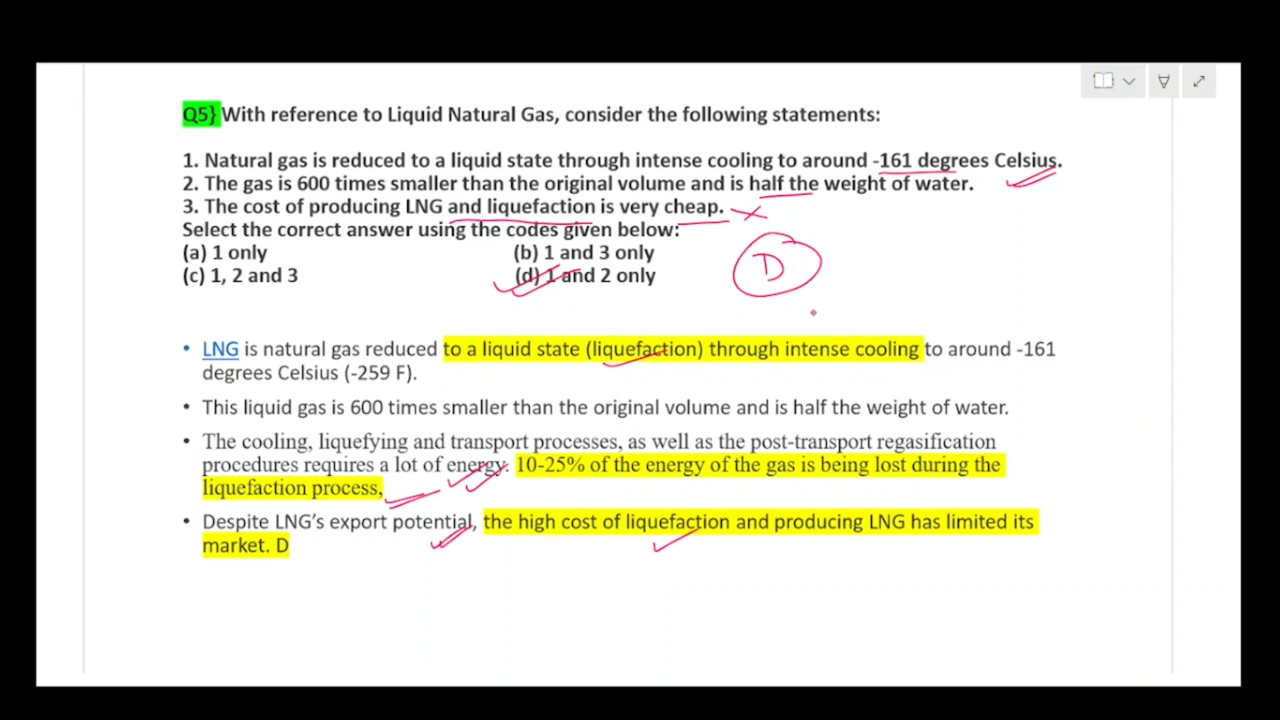 Q5} With reference to Liquid Natural Gas, consider the following statements:
1. Natural gas is reduced to a liquid state through intense cooling to around -161 degrees Celsius.
2. The gas is 600 times smaller than the original volume and is half the weight of water.
3. The cost of producing LNG and liquefaction is very cheap.
Select the correct answer using the codes given below:
(a) 1 only (b) 1 and 3 only
(c) 1, 2 and 3 (d) 1 and 2 only
D
• LNG is natural gas reduced to a liquid state (liquefaction) through intense cooling to around -161
degrees Celsius (-259 F).
• This liquid gas is 600 times smaller than the original volume and is half the weight of water.
• The cooling, liquefying and transport processes, as well as the post-transport regasification
procedures requires a lot of energy. 10-25% of the energy of the gas is being lost during the
liquefaction process,
• Despite LNG’s export potential, the high cost of liquefaction and producing LNG has limited its
market. D